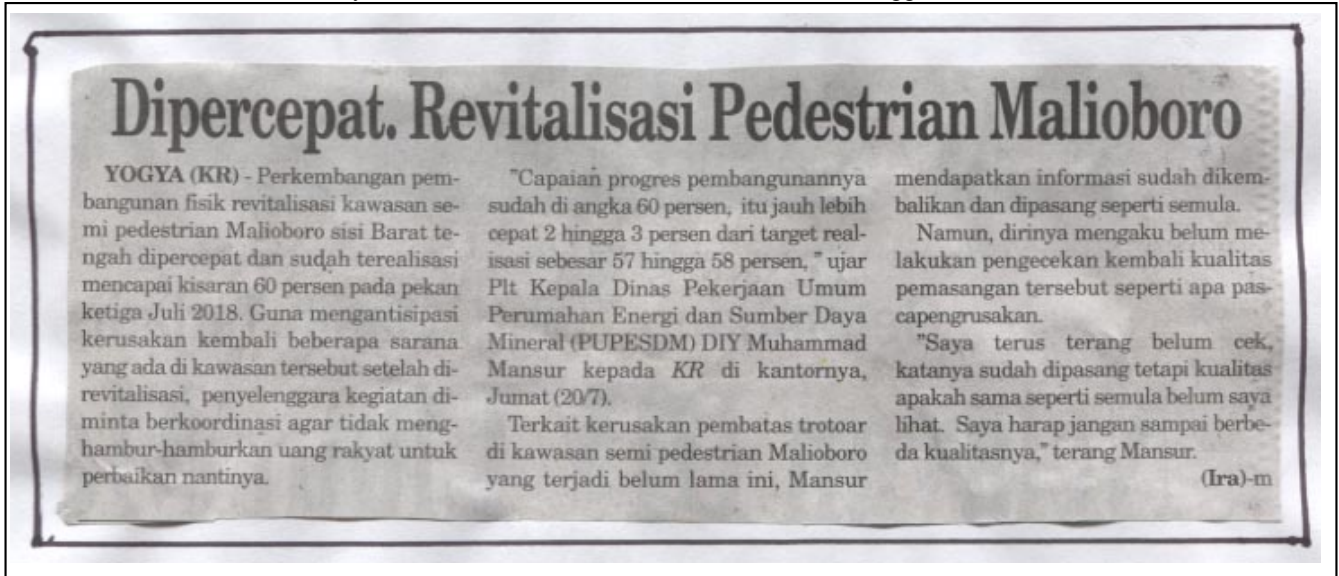 Dipercepat. Revitalisasi Pedestrian Malioboro
YOGYA (KR) - Perkembangan pem-
bangunan fisik revitalisasi kawasan se-
mi pedestrian Malioboro sisi Barat te-
ngah dipercepat dan sudah terealisasi
mencapai kisaran 60 persen pada pekan
ketiga Juli 2018. Guna mengantisipasi
kerusakan kembali beberapa sarana
yang ada di kawasan tersebut setelah di-
revitalisasi, penyelenggara kegiatan di-
minta berkoordinasi agar tidak meng-
hambur-hamburkan uang rakyat untuk
perbaikan nantinya.
"Capaian progres pembangunannya
sudah di angka 60 persen, itu jauh lebih
cepat 2 hingga 3 persen dari target real-
isasi sebesar 57 hingga 58 persen, " ujar
Plt Kepala Dinas Pekerjaan Umum
Perumahan Energi dan Sumber Daya
Mineral (PUPESDM) DIY Muhammad
Mansur kepada KR di kantornya,
Jumat (20/7).
Terkait kerusakan pembatas trotoar
di kawasan semi pedestrian Malioboro
yang terjadi belum lama ini, Mansur
mendapatkan informasi sudah dikem-
balikan dan dipasang seperti semula.
Namun, dirinya mengaku belum me-
lakukan pengecekan kembali kualitas
pemasangan tersebut seperti apa pas-
capengrusakan.
"Saya terus terang belum cek,
katanya sudah dipasang tetapi kualitas
apakah sama seperti semula belum saya
lihat. Saya harap jangan sampai berbe-
da kualitasnya," terang Mansur.
(Ira)-m